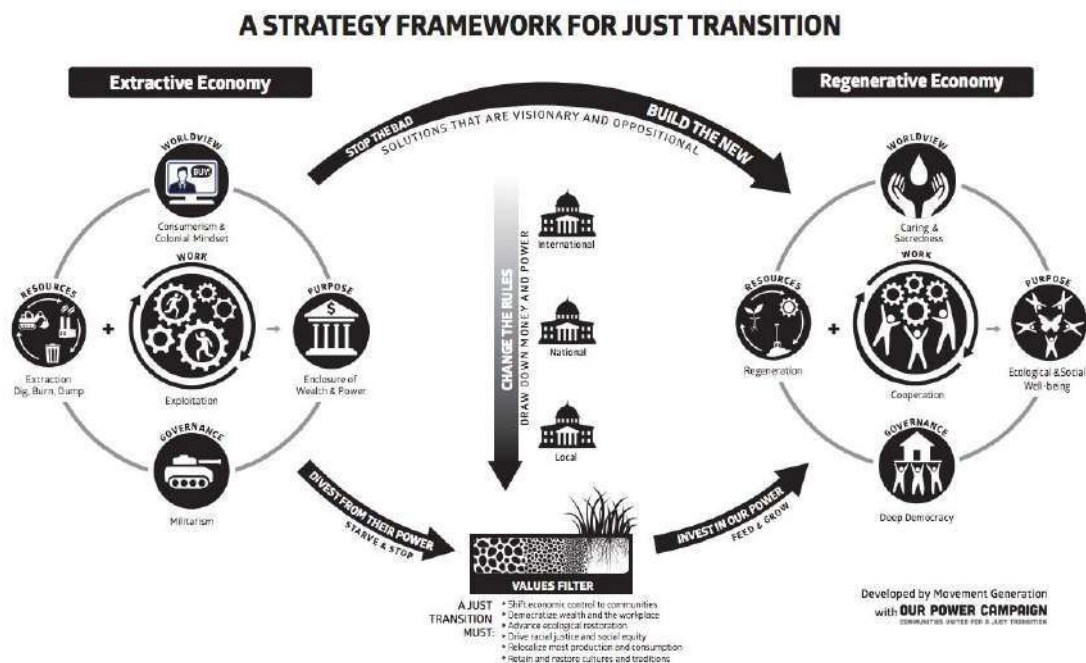 A STRATEGY FRAMEWORK FOR JUST TRANSITION
Extractive Economy
WORLDVIEW
BUY!
Consumerism &
Colonial Mindset
RESOURCES
Extraction
Dig, Burn, Dump
+
WORK
Exploitation
PURPOSE
$
Enclosure of
Wealth & Power
GOVERNANCE
Militarism
STOP THE BAD
BUILD THE NEW
SOLUTIONS THAT ARE VISIONARY AND OPPOSITIONAL
CHANGE THE RULES
DRAW DOWN MONEY AND POWER
International
National
Local
DIVEST FROM THEIR POWER
STARVE & STOP
INVEST IN OUR POWER
FEED & GROW
VALUES FILTER
A JUST
TRANSITION
MUST:
• Shift economic control to communities
• Democratize wealth and the workplace
• Advance ecological restoration
• Drive racial justice and social equity
• Relocalize most production and consumption
• Retain and restore cultures and traditions
Regenerative Economy
WORLDVIEW
Caring &
Sacredness
RESOURCES
Regeneration
+
WORK
Cooperation
PURPOSE
Ecological & Social
Well-being
GOVERNANCE
Deep Democracy
Developed by Movement Generation
with OUR POWER CAMPAIGN
COMMUNITIES UNITED FOR A JUST TRANSITION